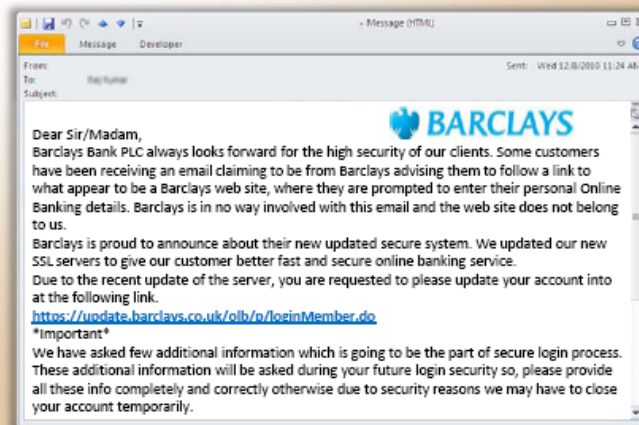 - Message (HTML)
File Message Developer
From:
Sent: Wed 12/8/2010 11:24 AM
To:
Subject:
BARCLAYS
Dear Sir/Madam,
Barclays Bank PLC always looks forward for the high security of our clients. Some customers
have been receiving an email claiming to be from Barclays advising them to follow a link to
what appear to be a Barclays web site, where they are prompted to enter their personal Online
Banking details. Barclays is in no way involved with this email and the web site does not belong
to us.
Barclays is proud to announce about their new updated secure system. We updated our new
SSL servers to give our customer better fast and secure online banking service.
Due to the recent update of the server, you are requested to please update your account into
at the following link.
https://update.barclays.co.uk/olb/p/loginMember.do
*Important*
We have asked few additional information which is going to be the part of secure login process.
These additional information will be asked during your future login security so, please provide
all these info completely and correctly otherwise due to security reasons we may have to close
your account temporarily.